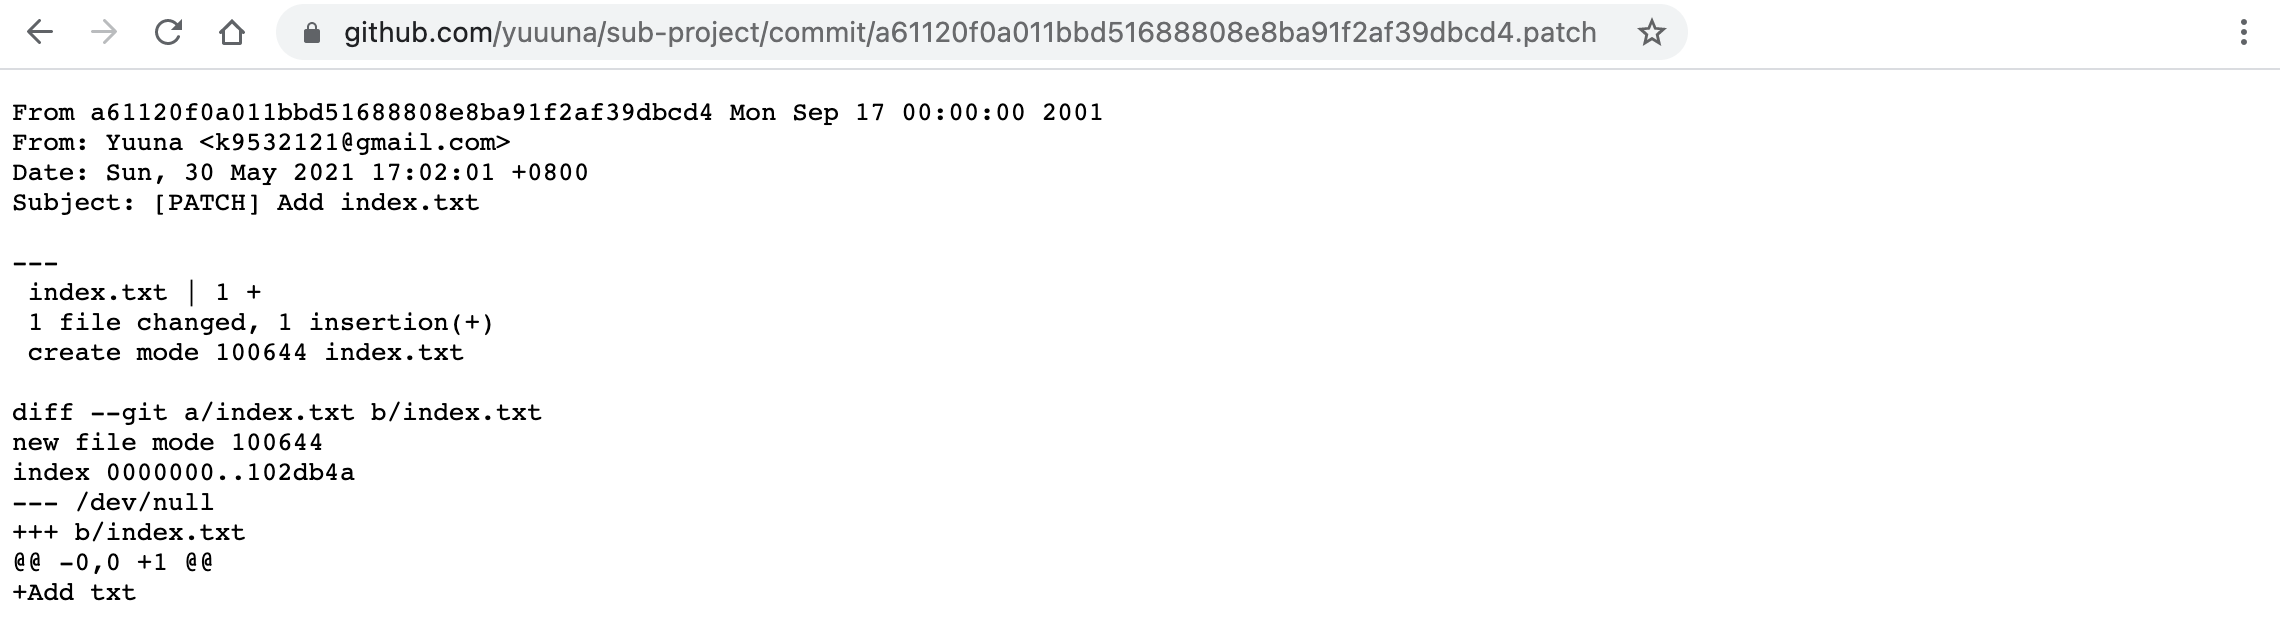 github.com/yuuuna/sub-project/commit/a61120f0a011bbd51688808e8ba91f2af39dbcd4.patch
From a61120f0a011bbd51688808e8ba91f2af39dbcd4 Mon Sep 17 00:00:00 2001
From: Yuuna <k9532121@gmail.com>
Date: Sun, 30 May 2021 17:02:01 +0800
Subject: [PATCH] Add index.txt
---
 index.txt | 1 +
 1 file changed, 1 insertion(+)
 create mode 100644 index.txt
diff --git a/index.txt b/index.txt
new file mode 100644
index 0000000..102db4a
--- /dev/null
+++ b/index.txt
@@ -0,0 +1 @@
+Add txt